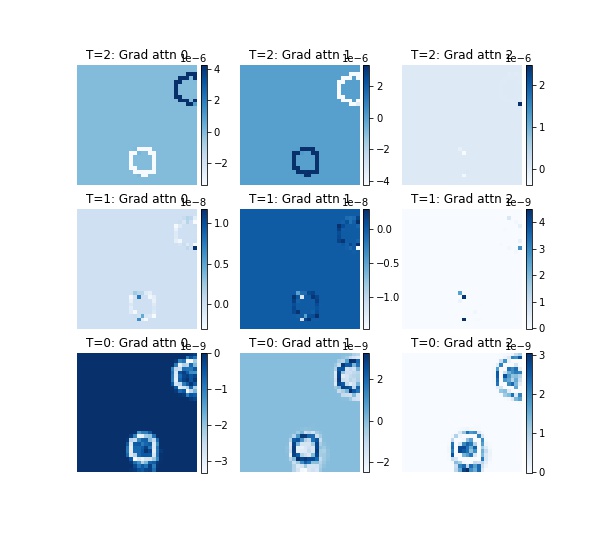 T=2: Grad attn 0
1e−6
4
2
0
−2
T=2: Grad attn 1
1e−6
2
0
−2
−4
T=2: Grad attn 2
1e−6
2
1
0
T=1: Grad attn 0
1e−8
1.0
0.5
0.0
T=1: Grad attn 1
1e−8
0.0
−0.5
−1.0
T=1: Grad attn 2
1e−9
4
3
2
1
0
T=0: Grad attn 0
1e−9
0
−1
−2
−3
T=0: Grad attn 1
1e−9
2
0
−2
T=0: Grad attn 2
1e−9
3
2
1
0